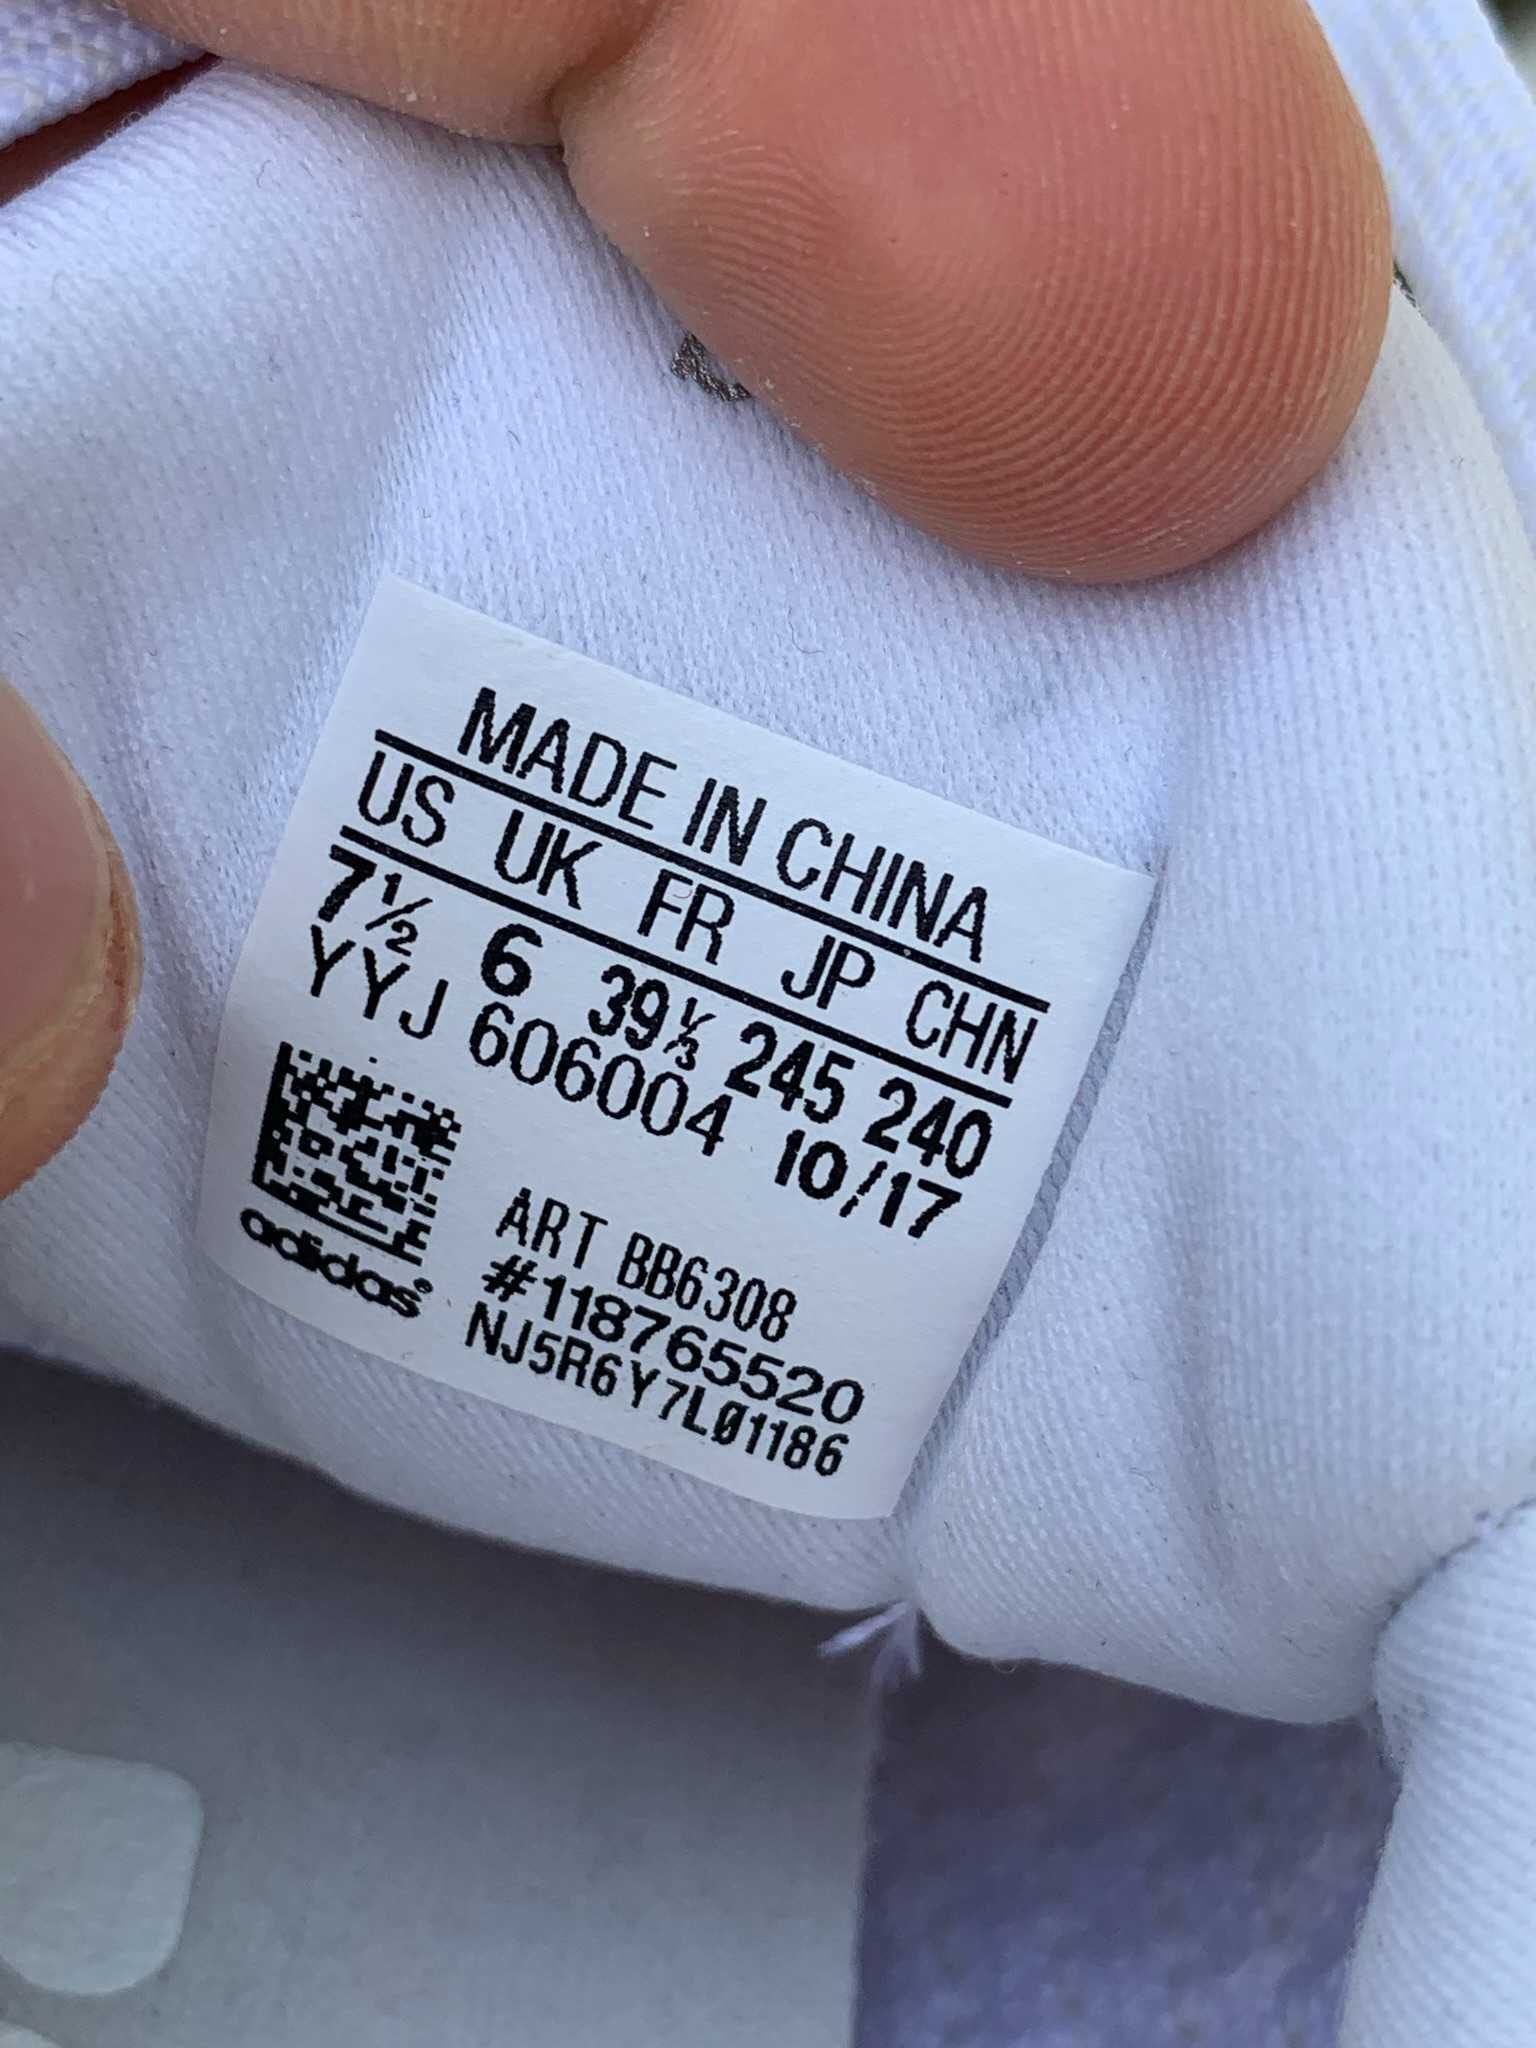 MADE IN CHINA
US UK FR JP CHN
7½ 6 39⅓ 245 240
YYJ 606004 10/17
ART BB6308
#118765520
NJ5R6Y7LØ1186
adidas